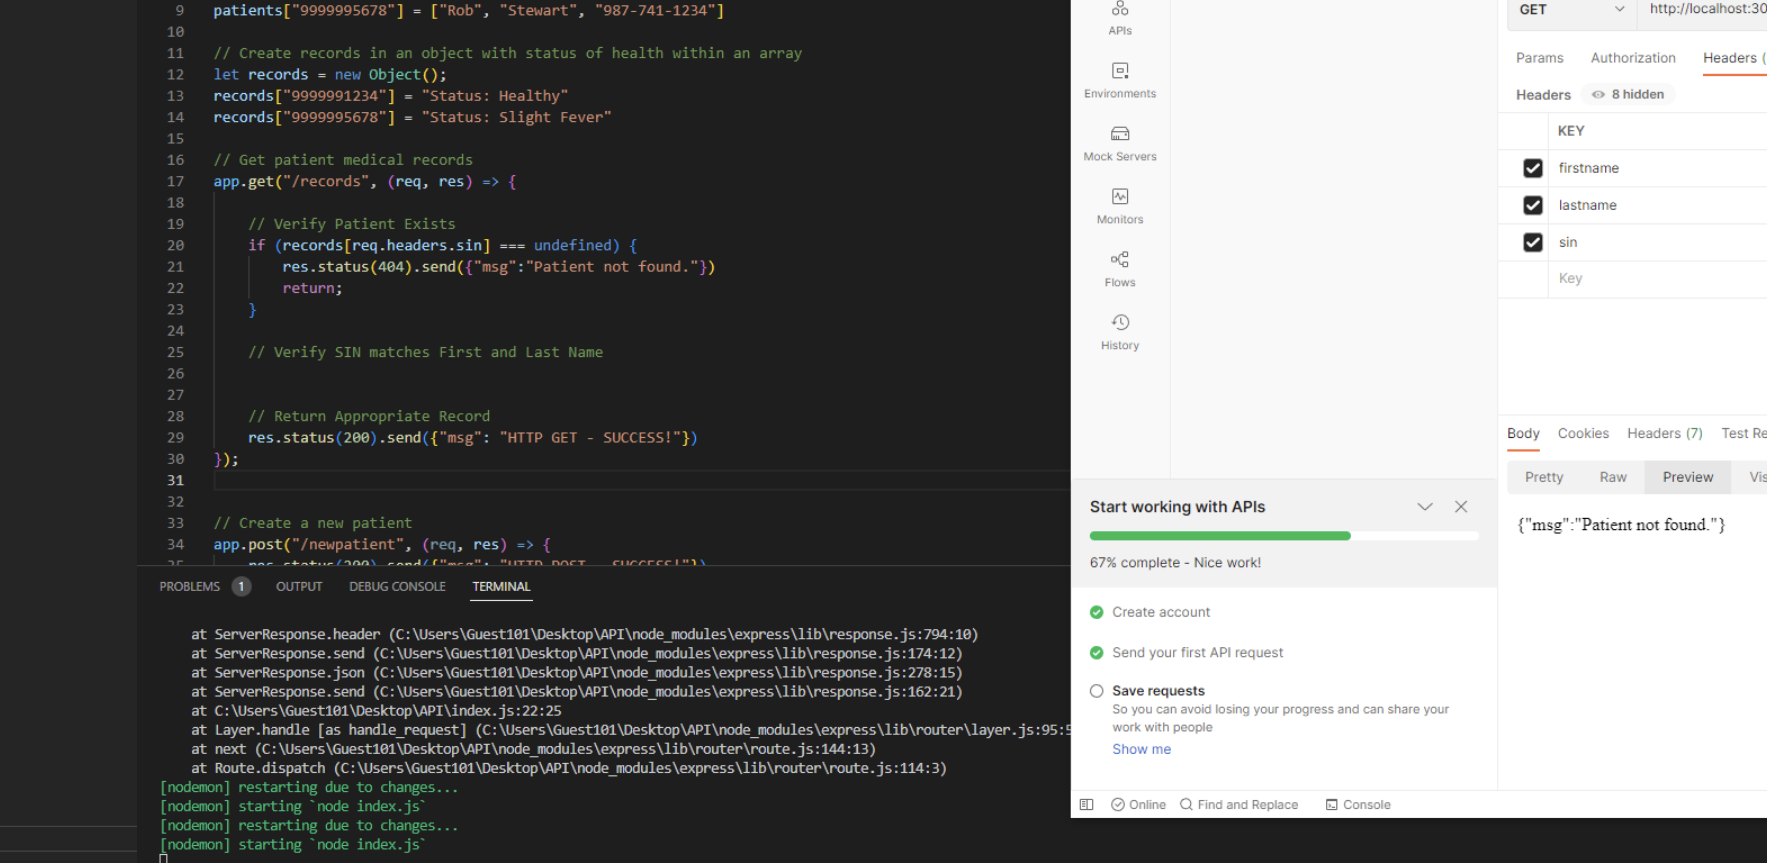 9 patients["9999995678"] = ["Rob", "Stewart", "987-741-1234"]
10
11 // Create records in an object with status of health within an array
12 let records = new Object();
13 records["9999991234"] = "Status: Healthy"
14 records["9999995678"] = "Status: Slight Fever"
15
16 // Get patient medical records
17 app.get("/records", (req, res) => {
18
19 // Verify Patient Exists
20 if (records[req.headers.sin] === undefined) {
21 res.status(404).send({"msg":"Patient not found."})
22 return;
23 }
24
25 // Verify SIN matches First and Last Name
26
27
28 // Return Appropriate Record
29 res.status(200).send({"msg": "HTTP GET - SUCCESS!"})
30 });
31
32
33 // Create a new patient
34 app.post("/newpatient", (req, res) => {
35 res.status(200).send({"msg": "HTTP POST - SUCCESS!"})
PROBLEMS 1 OUTPUT DEBUG CONSOLE TERMINAL
at ServerResponse.header (C:\Users\Guest101\Desktop\API\node_modules\express\lib\response.js:794:10)
at ServerResponse.send (C:\Users\Guest101\Desktop\API\node_modules\express\lib\response.js:174:12)
at ServerResponse.json (C:\Users\Guest101\Desktop\API\node_modules\express\lib\response.js:278:15)
at ServerResponse.send (C:\Users\Guest101\Desktop\API\node_modules\express\lib\response.js:162:21)
at C:\Users\Guest101\Desktop\API\index.js:22:25
at Layer.handle [as handle_request] (C:\Users\Guest101\Desktop\API\node_modules\express\lib\router\layer.js:95:5
at next (C:\Users\Guest101\Desktop\API\node_modules\express\lib\router\route.js:144:13)
at Route.dispatch (C:\Users\Guest101\Desktop\API\node_modules\express\lib\router\route.js:114:3)
[nodemon] restarting due to changes...
[nodemon] starting `node index.js`
[nodemon] restarting due to changes...
[nodemon] starting `node index.js`
APIs
Environments
Mock Servers
Monitors
Flows
History
GET http://localhost:30
Params Authorization Headers (
Headers 8 hidden
KEY
firstname
lastname
sin
Key
Body Cookies Headers (7) Test Re
Pretty Raw Preview Vis
{"msg":"Patient not found."}
Start working with APIs
67% complete - Nice work!
Create account
Send your first API request
Save requests
So you can avoid losing your progress and can share your
work with people
Show me
Online Find and Replace Console